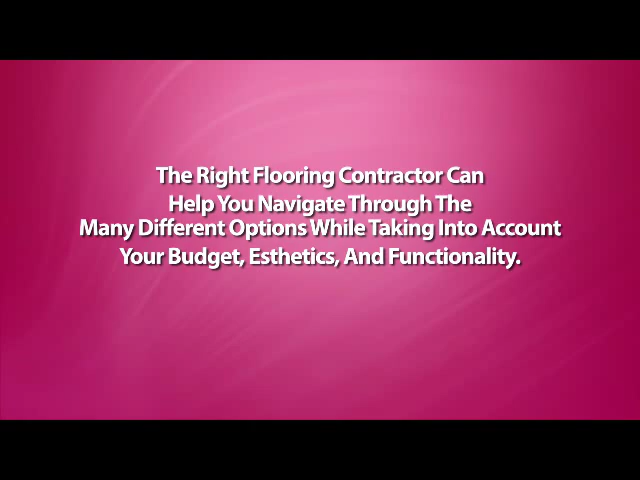 The Right Flooring Contractor Can
Help You Navigate Through The
Many Different Options While Taking Into Account
Your Budget, Esthetics, And Functionality.